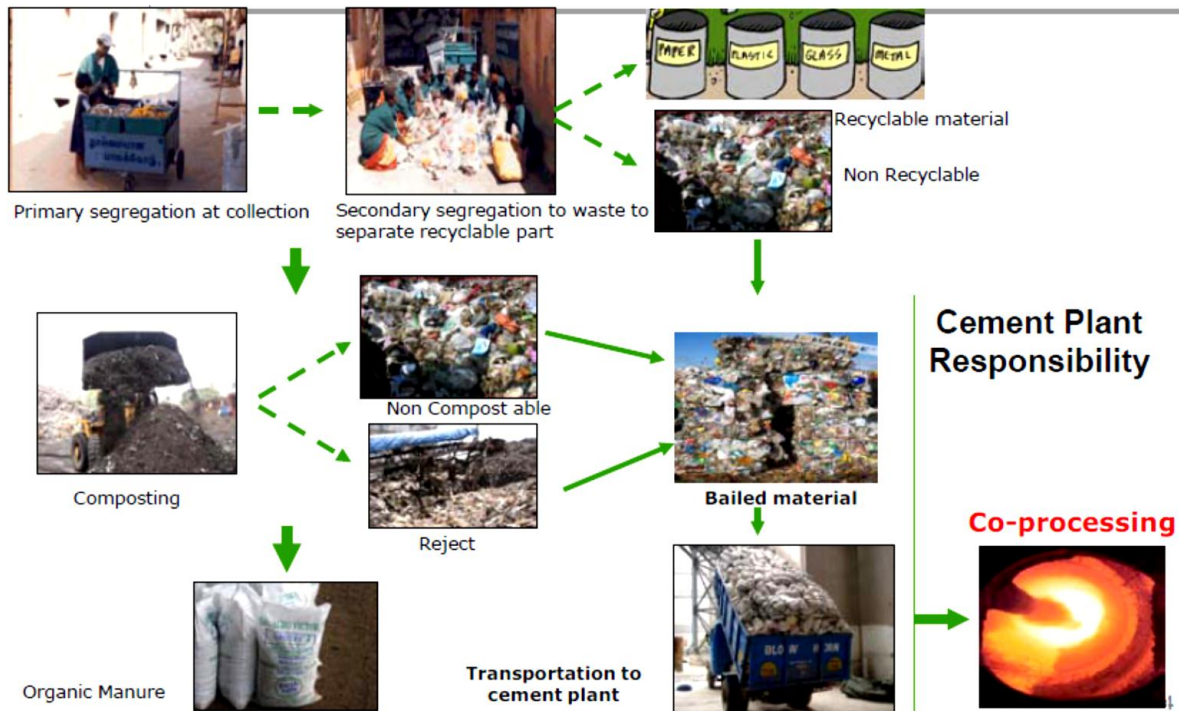 PAPER
PLASTIC
GLASS
METAL
Recyclable material
Non Recyclable
Primary segregation at collection
Secondary segregation to waste to
separate recyclable part
Cement Plant
Responsibility
Non Compost able
Composting
Bailed material
Reject
Co-processing
BLOW HORN
Organic Manure
Transportation to
cement plant